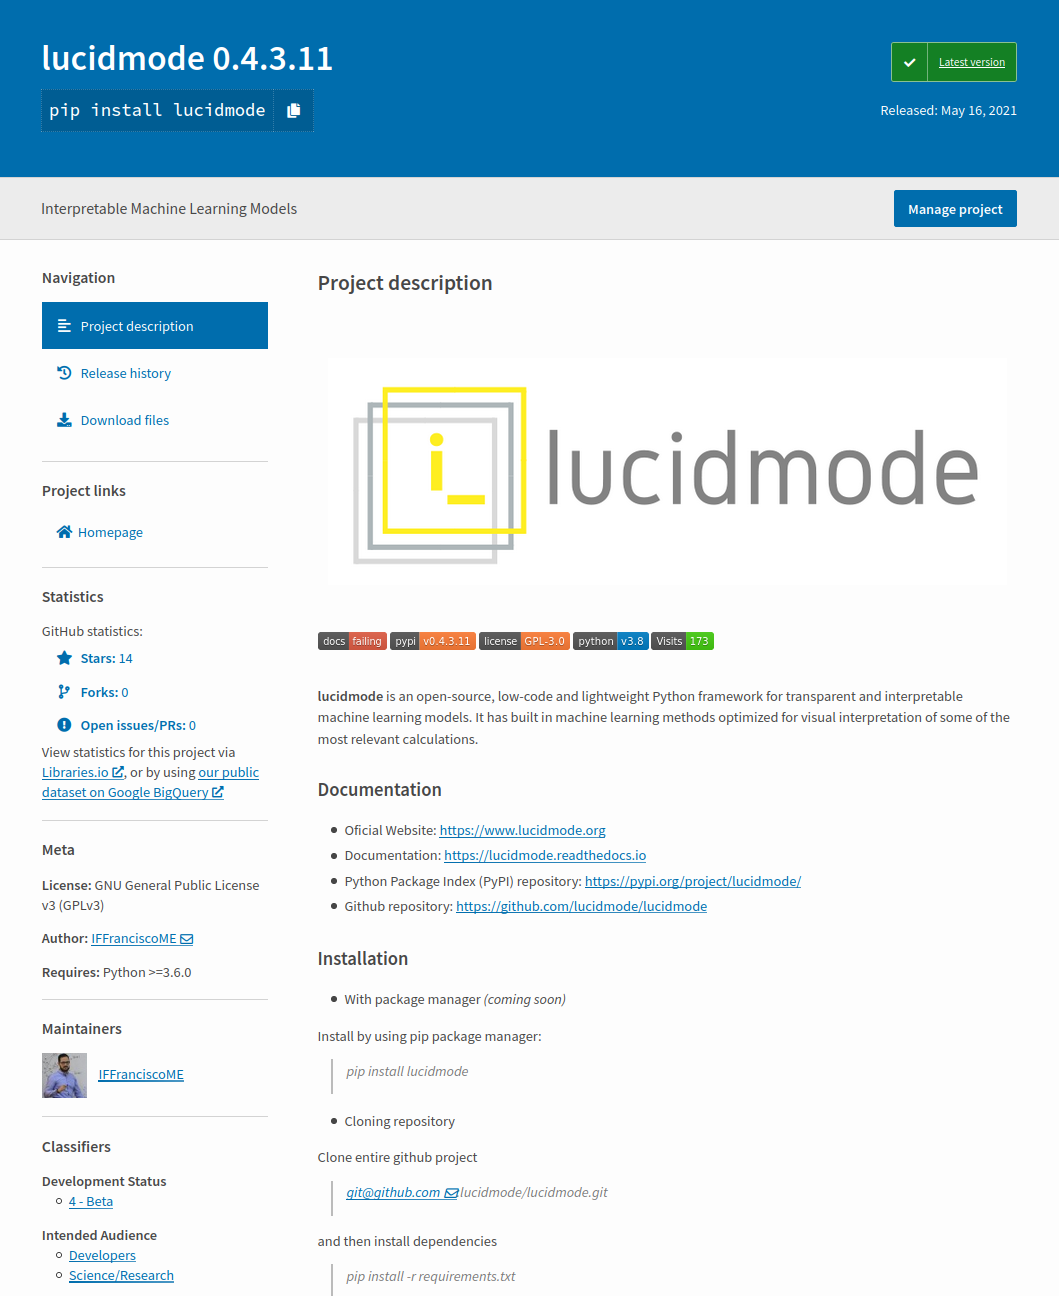 lucidmode 0.4.3.11
pip install lucidmode
Latest version
Released: May 16, 2021
Interpretable Machine Learning Models
Manage project
Navigation
Project description
Release history
Download files
Project links
Homepage
Statistics
GitHub statistics:
Stars: 14
Forks: 0
Open issues/PRs: 0
View statistics for this project via
Libraries.io, or by using our public
dataset on Google BigQuery
Meta
License: GNU General Public License
v3 (GPLv3)
Author: IFFranciscoME
Requires: Python >=3.6.0
Maintainers
IFFranciscoME
Classifiers
Development Status
4 - Beta
Intended Audience
Developers
Science/Research
Project description
i_ lucidmode
docs failing pypi v0.4.3.11 license GPL-3.0 python v3.8 Visits 173
lucidmode is an open-source, low-code and lightweight Python framework for transparent and interpretable
machine learning models. It has built in machine learning methods optimized for visual interpretation of some of the
most relevant calculations.
Documentation
Oficial Website: https://www.lucidmode.org
Documentation: https://lucidmode.readthedocs.io
Python Package Index (PyPI) repository: https://pypi.org/project/lucidmode/
Github repository: https://github.com/lucidmode/lucidmode
Installation
With package manager (coming soon)
Install by using pip package manager:
pip install lucidmode
Cloning repository
Clone entire github project
git@github.com:lucidmode/lucidmode.git
and then install dependencies
pip install -r requirements.txt